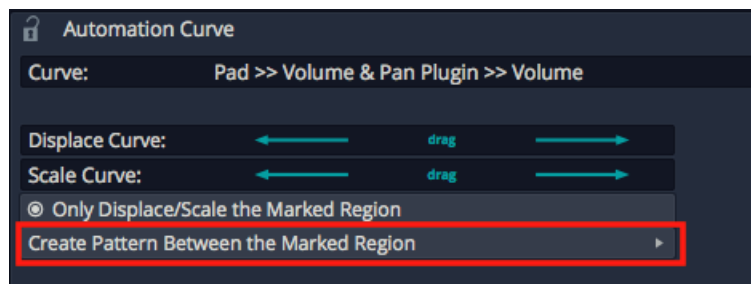 Automation Curve
Curve: Pad >> Volume & Pan Plugin >> Volume
Displace Curve: drag
Scale Curve: drag
Only Displace/Scale the Marked Region
Create Pattern Between the Marked Region